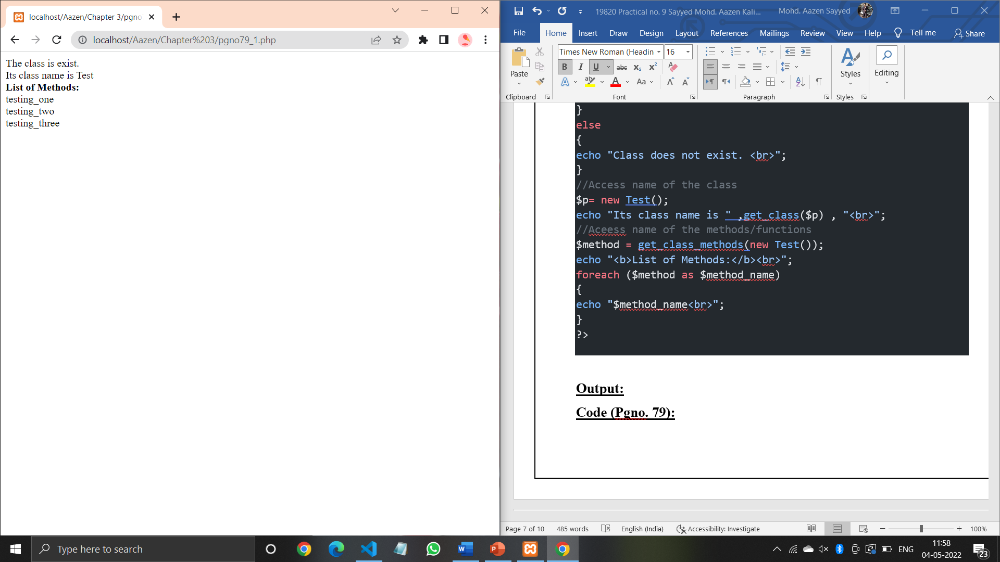 localhost/Aazen/Chapter 3/pgno
localhost/Aazen/Chapter%203/pgno79_1.php
The class is exist.
Its class name is Test
List of Methods:
testing_one
testing_two
testing_three
19820 Practical no. 9 Sayyed Mohd. Aazen Kali...
Mohd. Aazen Sayyed
File Home Insert Draw Design Layout References Mailings Review View Help Tell me Share
Times New Roman (Headin 16
Paste
B I U abc X₂ X²
A aby A Aa A A
Styles
Editing
Clipboard Font Paragraph Styles
}
else
{
echo "Class does not exist. <br>";
}
//Access name of the class
$p= new Test();
echo "Its class name is " ,get_class($p) , "<br>";
//Aceess name of the methods/functions
$method = get_class_methods(new Test());
echo "<b>List of Methods:</b><br>";
foreach ($method as $method_name)
{
echo "$method_name<br>";
}
?>
Output:
Code (Pgno. 79):
Page 7 of 10 485 words English (India) Accessibility: Investigate 100%
Type here to search
ENG
11:58
04-05-2022
23